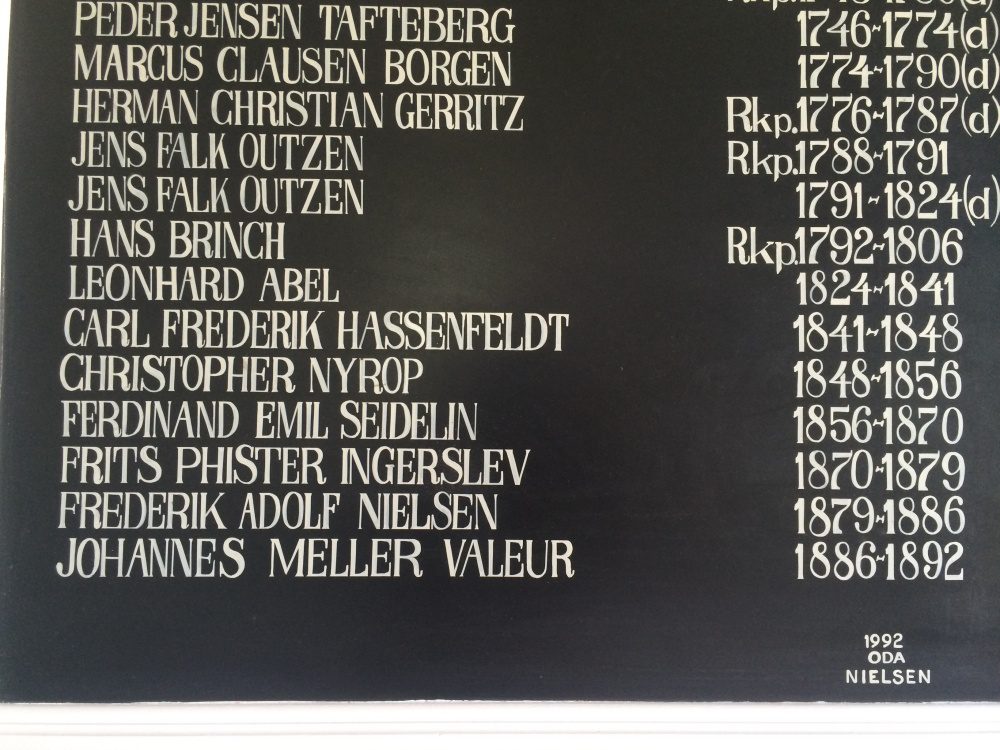 PEDER JENSEN TAFTEBERG 1746-1774(d)
MARCUS CLAUSEN BORGEN 1774-1790(d)
HERMAN CHRISTIAN GERRITZ Rkp.1776-1787(d)
JENS FALK OUTZEN Rkp.1788-1791
JENS FALK OUTZEN 1791-1824(d)
HANS BRINCH Rkp.1792-1806
LEONHARD ABEL 1824-1841
CARL FREDERIK HASSENFELDT 1841-1848
CHRISTOPHER NYROP 1848-1856
FERDINAND EMIL SEIDELIN 1856-1870
FRITS PHISTER INGERSLEV 1870-1879
FREDERIK ADOLF NIELSEN 1879-1886
JOHANNES MELLER VALEUR 1886-1892
1992
ODA
NIELSEN